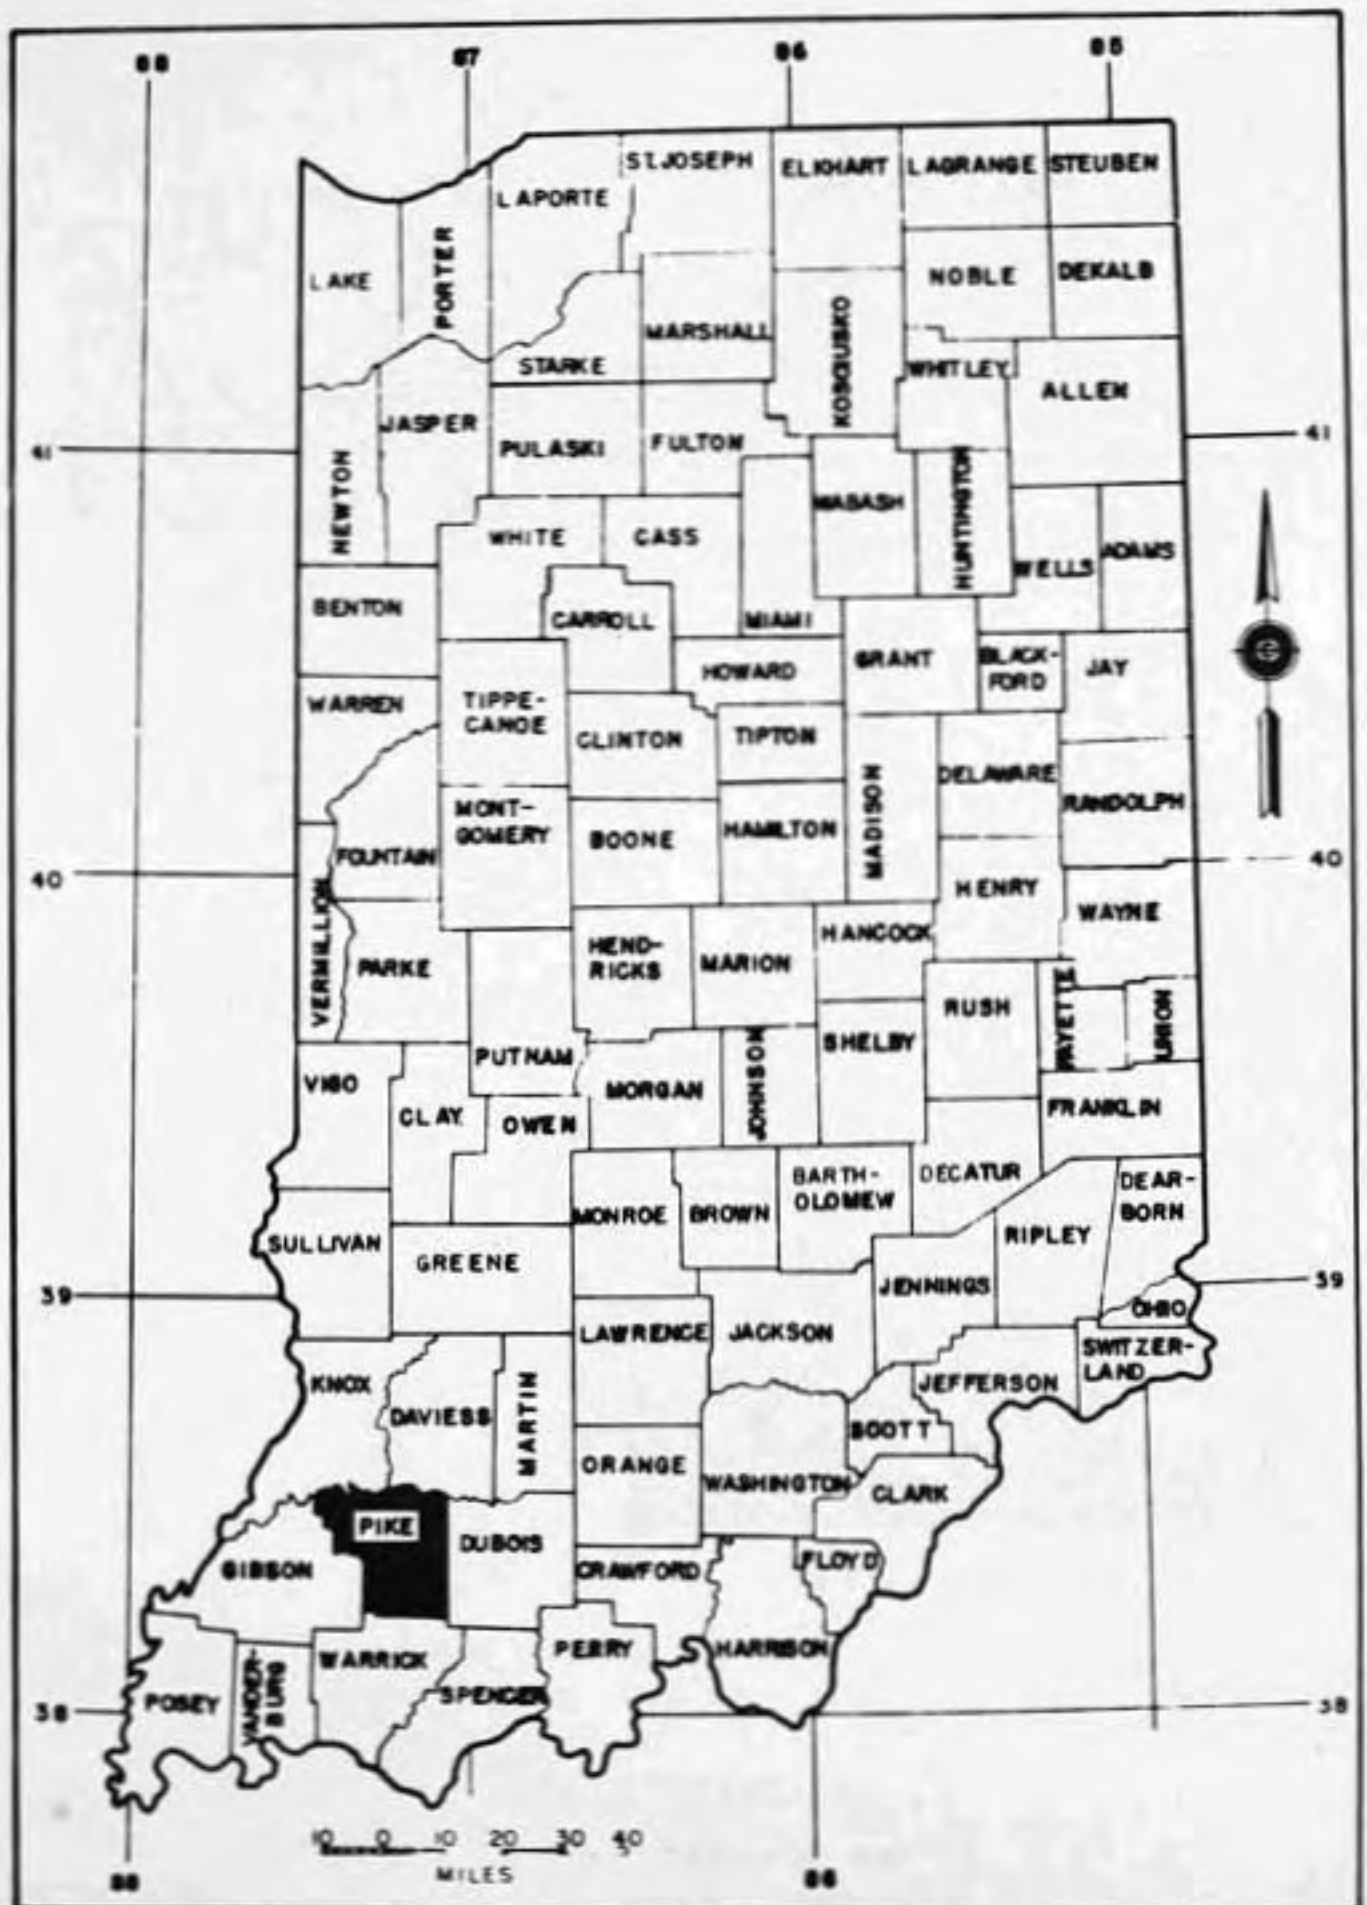 88 87 86 85
ST. JOSEPH ELKHART LAGRANGE STEUBEN
LAPORTE
LAKE PORTER NOBLE DEKALB
MARSHALL KOSCIUSKO
STARKE WHITLEY ALLEN
JASPER PULASKI FULTON
41 41
NEWTON WABASH HUNTINGTON
WHITE CASS WELLS ADAMS
BENTON CARROLL MIAMI
HOWARD GRANT BLACK-
FORD JAY
WARREN TIPPE-
CANOE CLINTON TIPTON
MADISON DELAWARE RANDOLPH
MONT-
GOMERY BOONE HAMILTON
FOUNTAIN
40 40
VERMILLION HENRY WAYNE
PARKE HEND-
RICKS MARION HANCOCK
RUSH FAYETTE UNION
PUTNAM SHELBY
VIGO MORGAN JOHNSON
CLAY OWEN FRANKLIN
MONROE BROWN BARTH-
OLOMEW DECATUR DEAR-
BORN
SULLIVAN GREENE RIPLEY
JENNINGS
39 39
OHIO
LAWRENCE JACKSON SWITZER-
LAND
KNOX DAVIESS MARTIN JEFFERSON
SCOTT
ORANGE WASHINGTON CLARK
PIKE DUBOIS
GIBSON CRAWFORD FLOYD
WARRICK PERRY HARRISON
POSEY VANDER-
BURG SPENCER
38 38
10 0 10 20 30 40
MILES
88 86